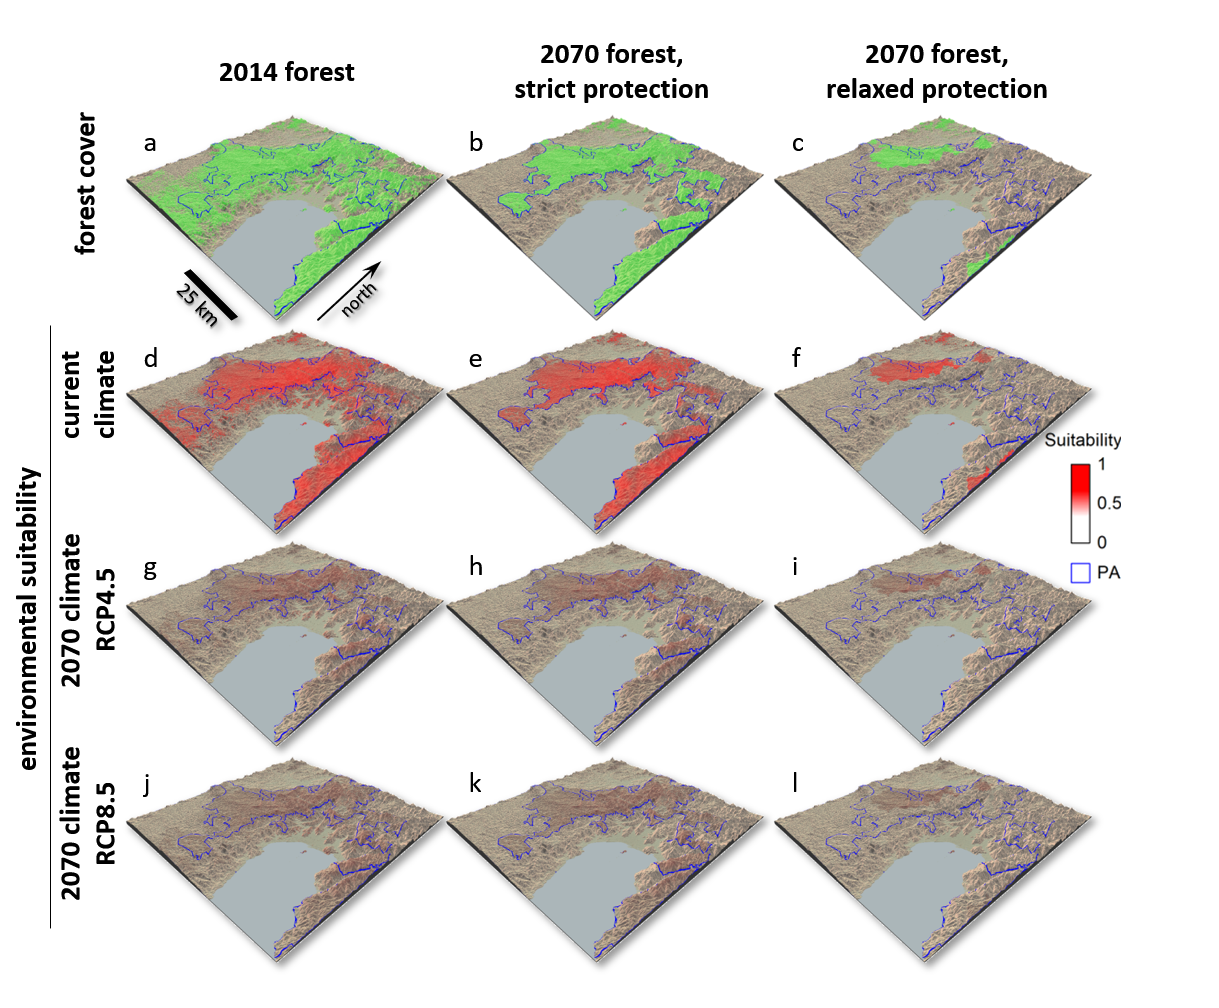 2014 forest
2070 forest,
strict protection
2070 forest,
relaxed protection
forest cover
a
b
c
25 km
north
current
climate
d
e
f
Suitability
1
0.5
0
PA
environmental suitability
2070 climate
RCP4.5
g
h
i
2070 climate
RCP8.5
j
k
l